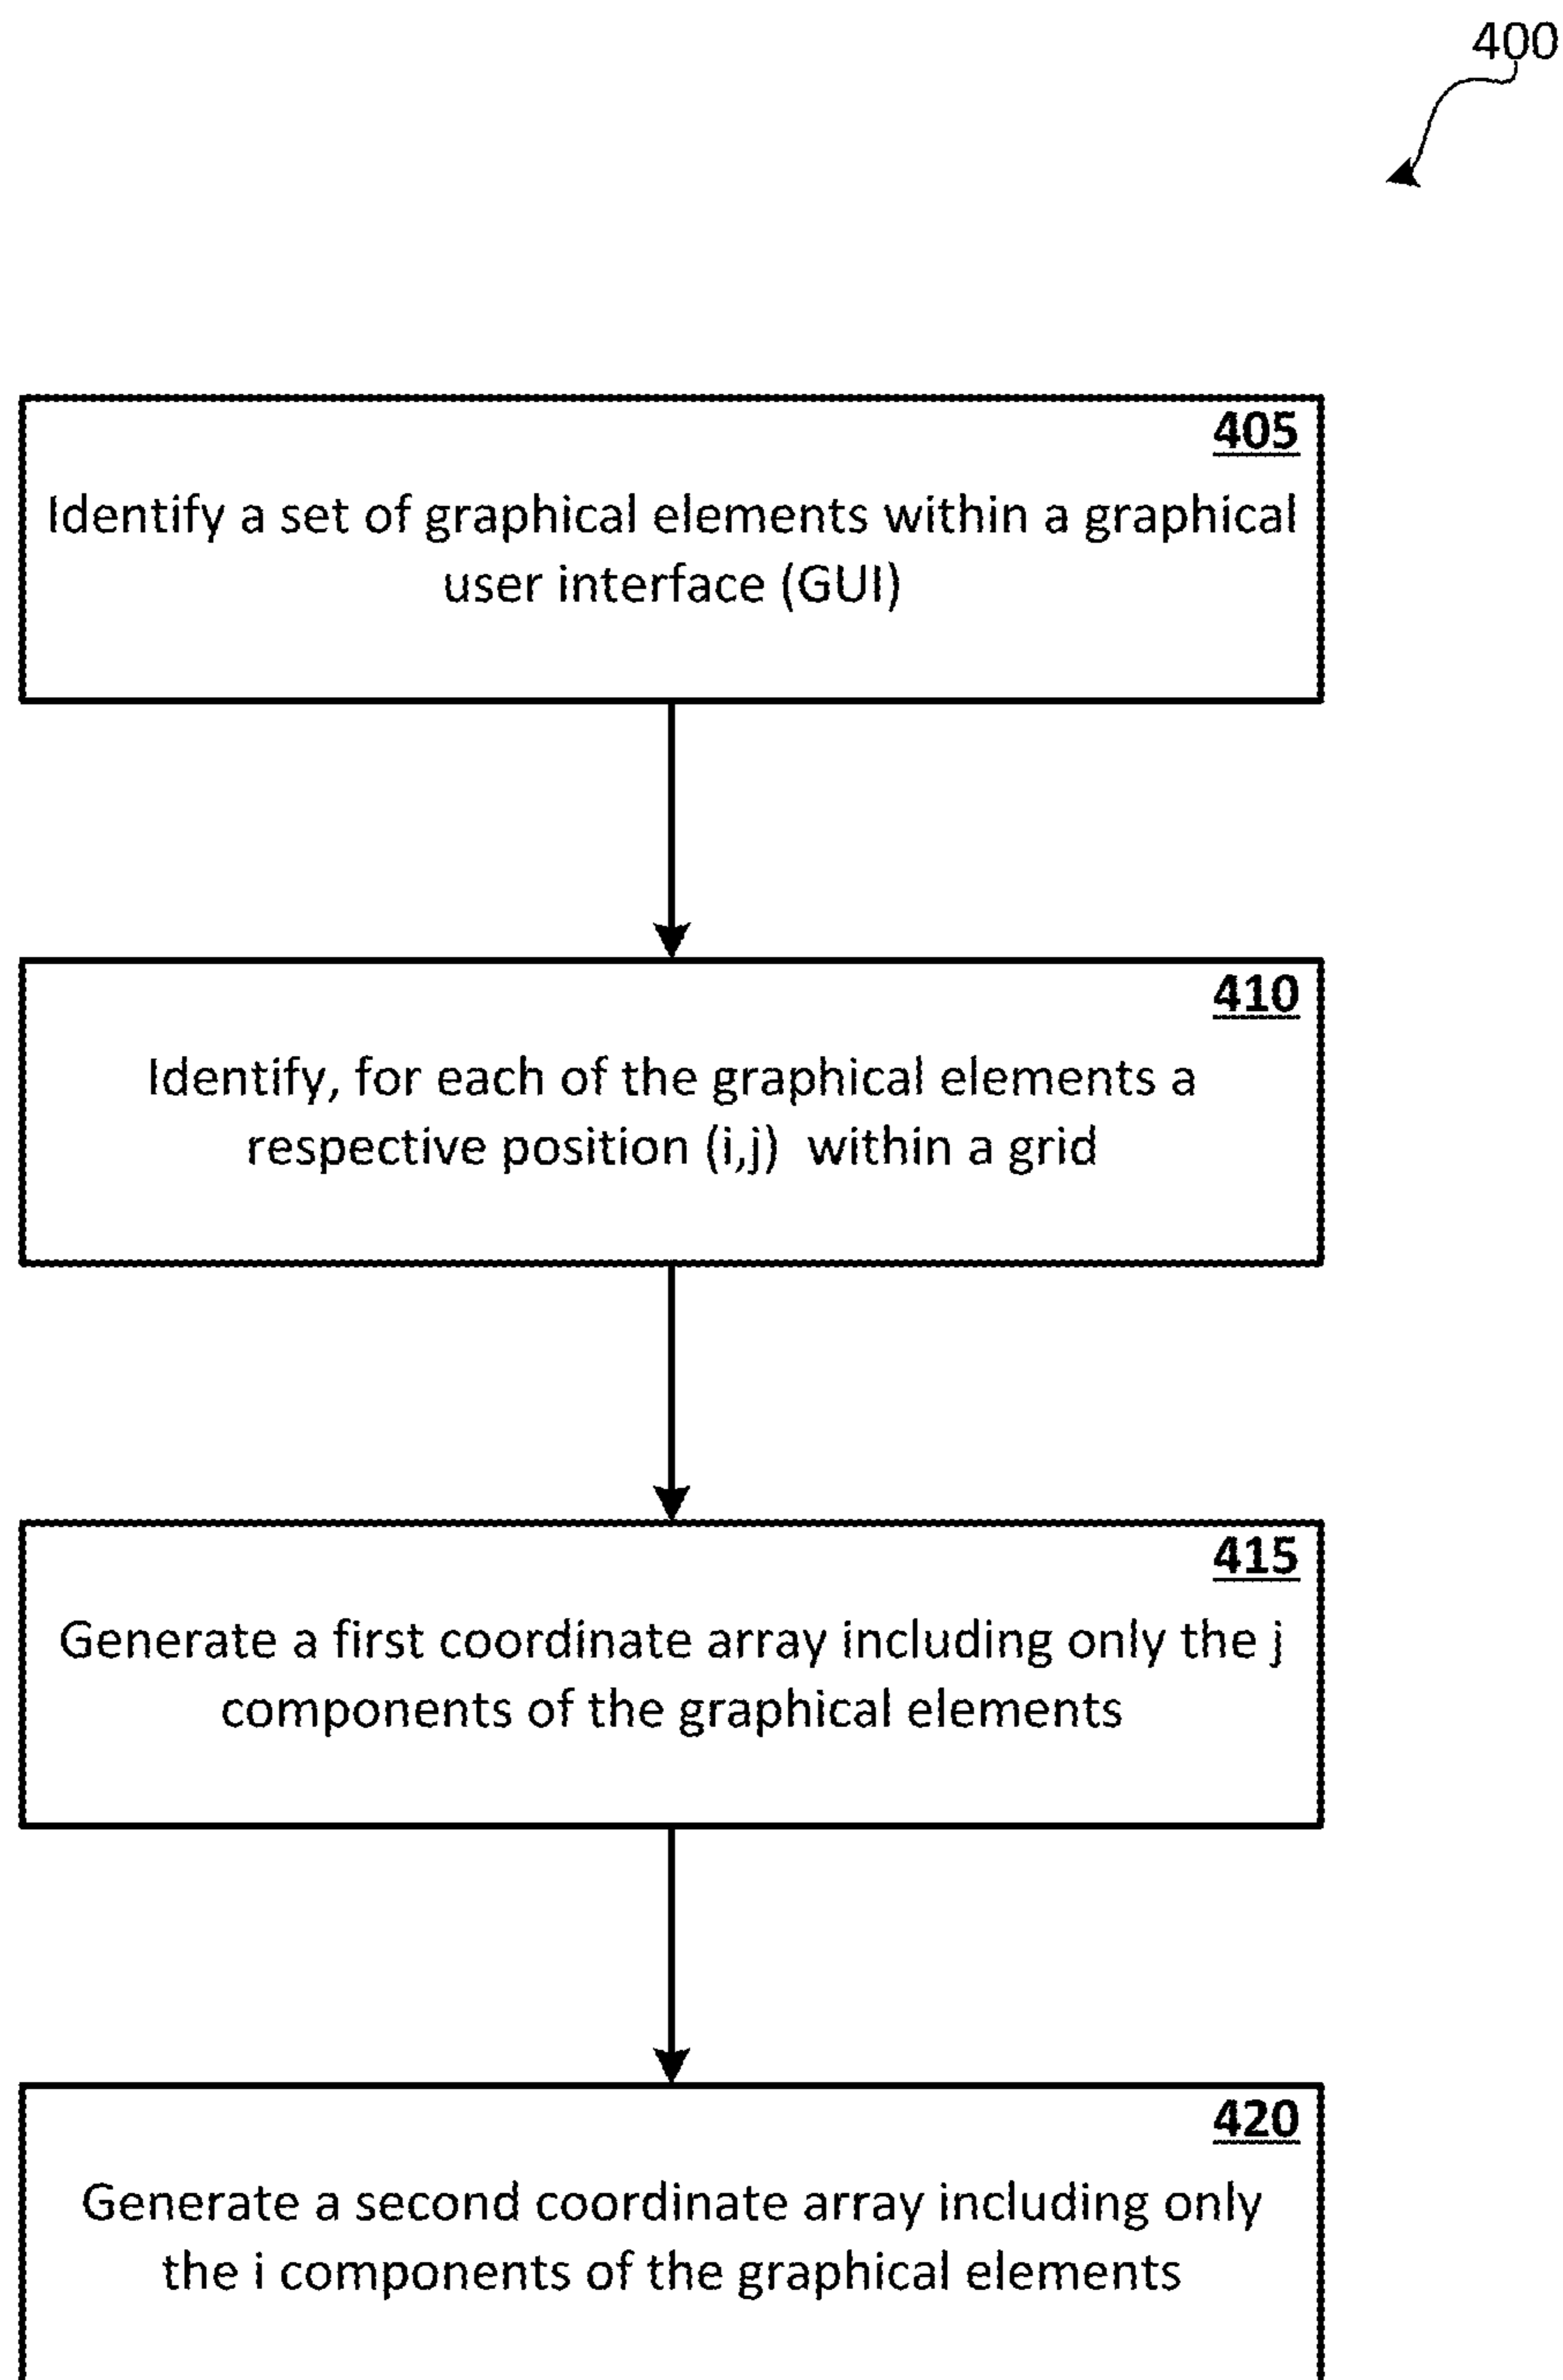 400
405
Identify a set of graphical elements within a graphical
user interface (GUI)
410
Identify, for each of the graphical elements a
respective position (i,j) within a grid
415
Generate a first coordinate array including only the j
components of the graphical elements
420
Generate a second coordinate array including only
the i components of the graphical elements